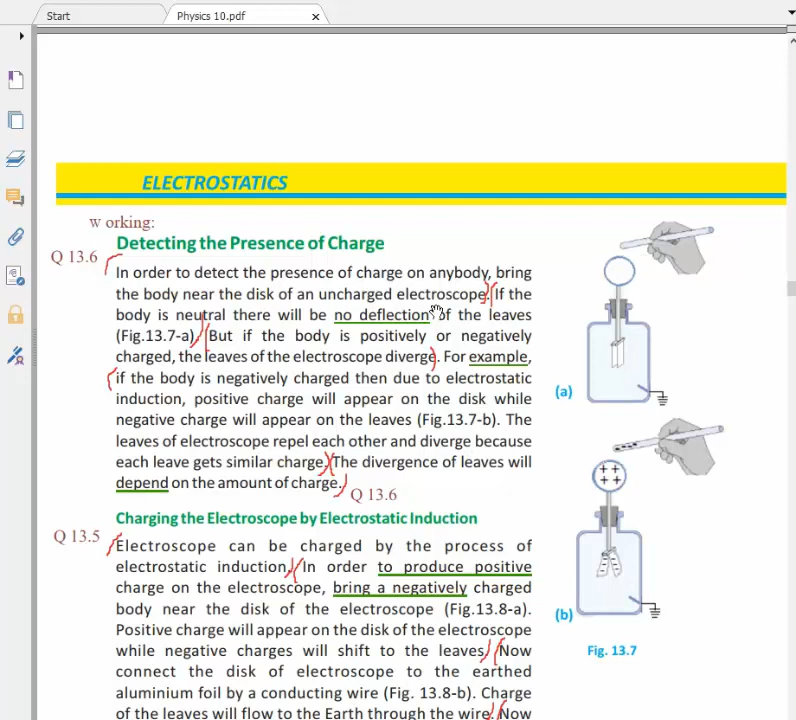 Start
Physics 10.pdf
x
ELECTROSTATICS
w orking:
Detecting the Presence of Charge
Q 13.6
In order to detect the presence of charge on anybody, bring
the body near the disk of an uncharged electroscope. If the
body is neutral there will be no deflection of the leaves
(Fig.13.7-a). But if the body is positively or negatively
charged, the leaves of the electroscope diverge. For example,
if the body is negatively charged then due to electrostatic
induction, positive charge will appear on the disk while
negative charge will appear on the leaves (Fig.13.7-b). The
leaves of electroscope repel each other and diverge because
each leave gets similar charge. The divergence of leaves will
depend on the amount of charge.
Q 13.6
(a)
++
++
(b)
Fig. 13.7
Charging the Electroscope by Electrostatic Induction
Q 13.5
Electroscope can be charged by the process of
electrostatic induction. In order to produce positive
charge on the electroscope, bring a negatively charged
body near the disk of the electroscope (Fig.13.8-a).
Positive charge will appear on the disk of the electroscope
while negative charges will shift to the leaves. Now
connect the disk of electroscope to the earthed
aluminium foil by a conducting wire (Fig. 13.8-b). Charge
of the leaves will flow to the Earth through the wire. Now